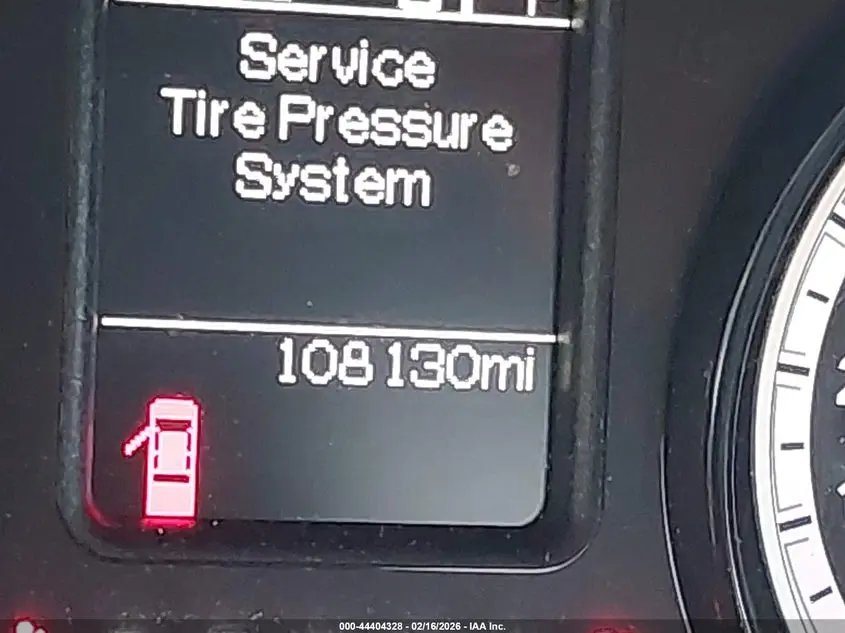 Service
Tire Pressure
System
108130mi
000-44404328 - 02/16/2026 - IAA Inc.